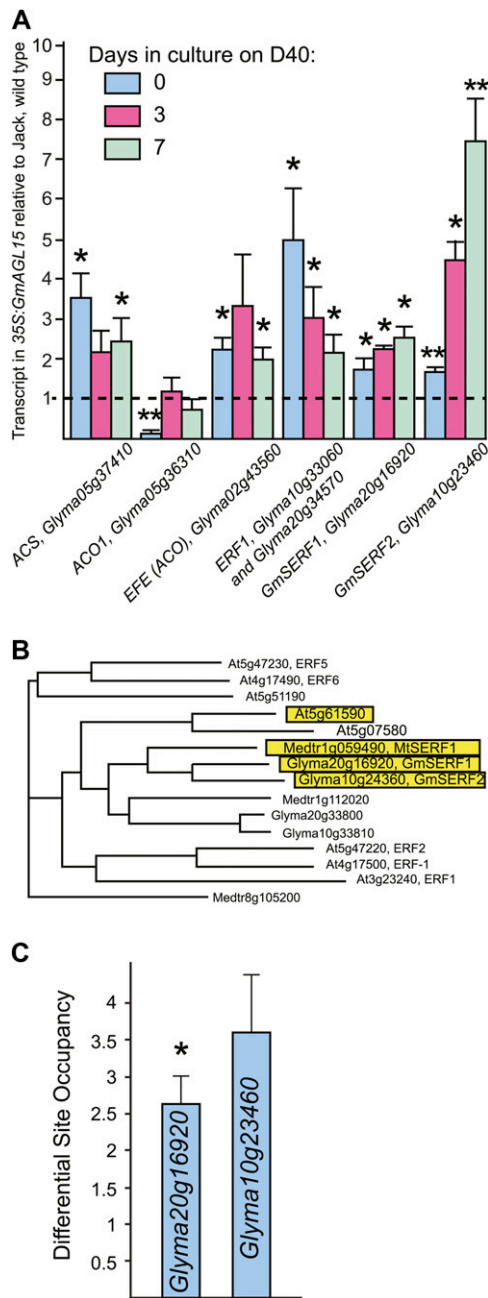 A
Transcript in 35S:GmAGL15 relative to Jack, wild type
10
9
8
7
6
5
4
3
2
1
Days in culture on D40:
0
3
7
*
*
**
*
*
*
*
*
*
*
*
**
*
**
ACS, Glyma05g37410
ACO1, Glyma05g36310
EFE (ACO), Glyma02g43560
ERF1, Glyma10g33060
and Glyma20g34570
GmSERF1, Glyma20g16920
GmSERF2, Glyma10g23460
B
At5g47230, ERF5
At4g17490, ERF6
At5g51190
At5g61590
At5g07580
Medtr1g059490, MtSERF1
Glyma20g16920, GmSERF1
Glyma10g24360, GmSERF2
Medtr1g112020
Glyma20g33800
Glyma10g33810
At5g47220, ERF2
At4g17500, ERF-1
At3g23240, ERF1
Medtr8g105200
C
Differential Site Occupancy
4
3.5
3
2.5
2
1.5
1
0.5
*
Glyma20g16920
Glyma10g23460